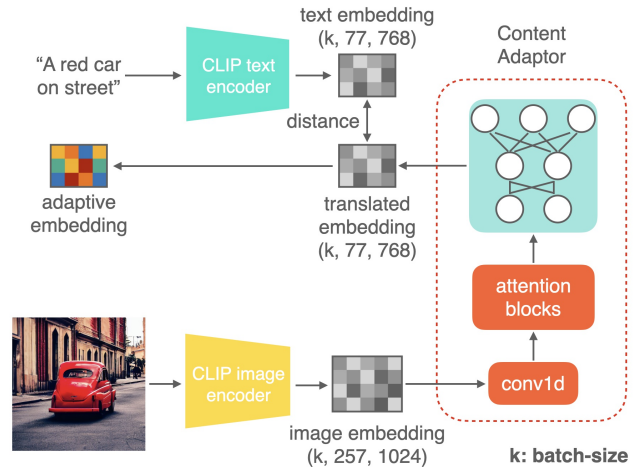 text embedding
(k, 77, 768)
Content
Adaptor
“A red car
on street”
CLIP text
encoder
distance
adaptive
embedding
translated
embedding
(k, 77, 768)
attention
blocks
CLIP image
encoder
conv1d
image embedding
(k, 257, 1024)
k: batch-size